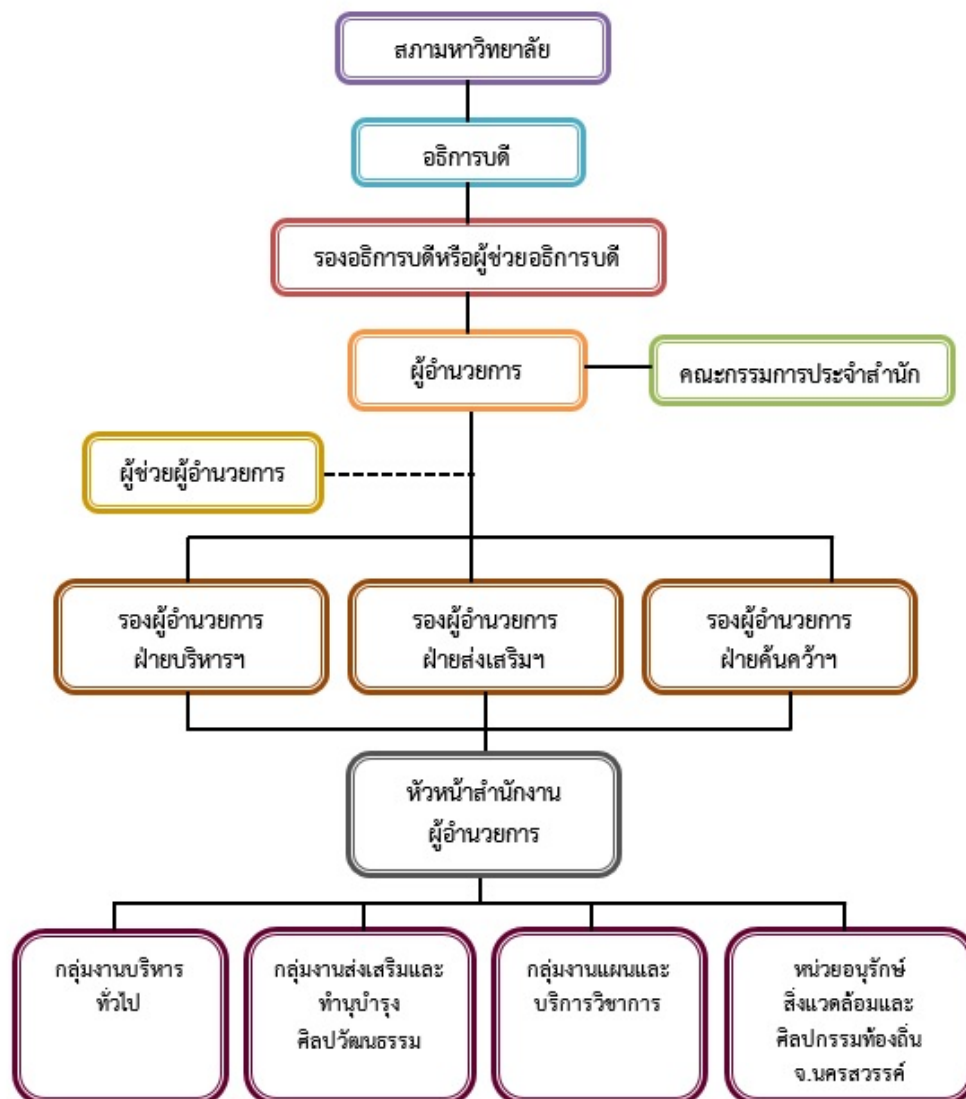 สภามหาวิทยาลัย
อธิการบดี
รองอธิการบดีหรือผู้ช่วยอธิการบดี
ผู้อำนวยการ
คณะกรรมการประจำสำนัก
ผู้ช่วยผู้อำนวยการ
รองผู้อำนวยการ
ฝ่ายบริหารฯ
รองผู้อำนวยการ
ฝ่ายส่งเสริมฯ
รองผู้อำนวยการ
ฝ่ายค้นคว้าฯ
หัวหน้าสำนักงาน
ผู้อำนวยการ
กลุ่มงานบริหาร
ทั่วไป
กลุ่มงานส่งเสริมและ
ทำนุบำรุง
ศิลปวัฒนธรรม
กลุ่มงานแผนและ
บริการวิชาการ
หน่วยอนุรักษ์
สิ่งแวดล้อมและ
ศิลปกรรมท้องถิ่น
จ.นครสวรรค์